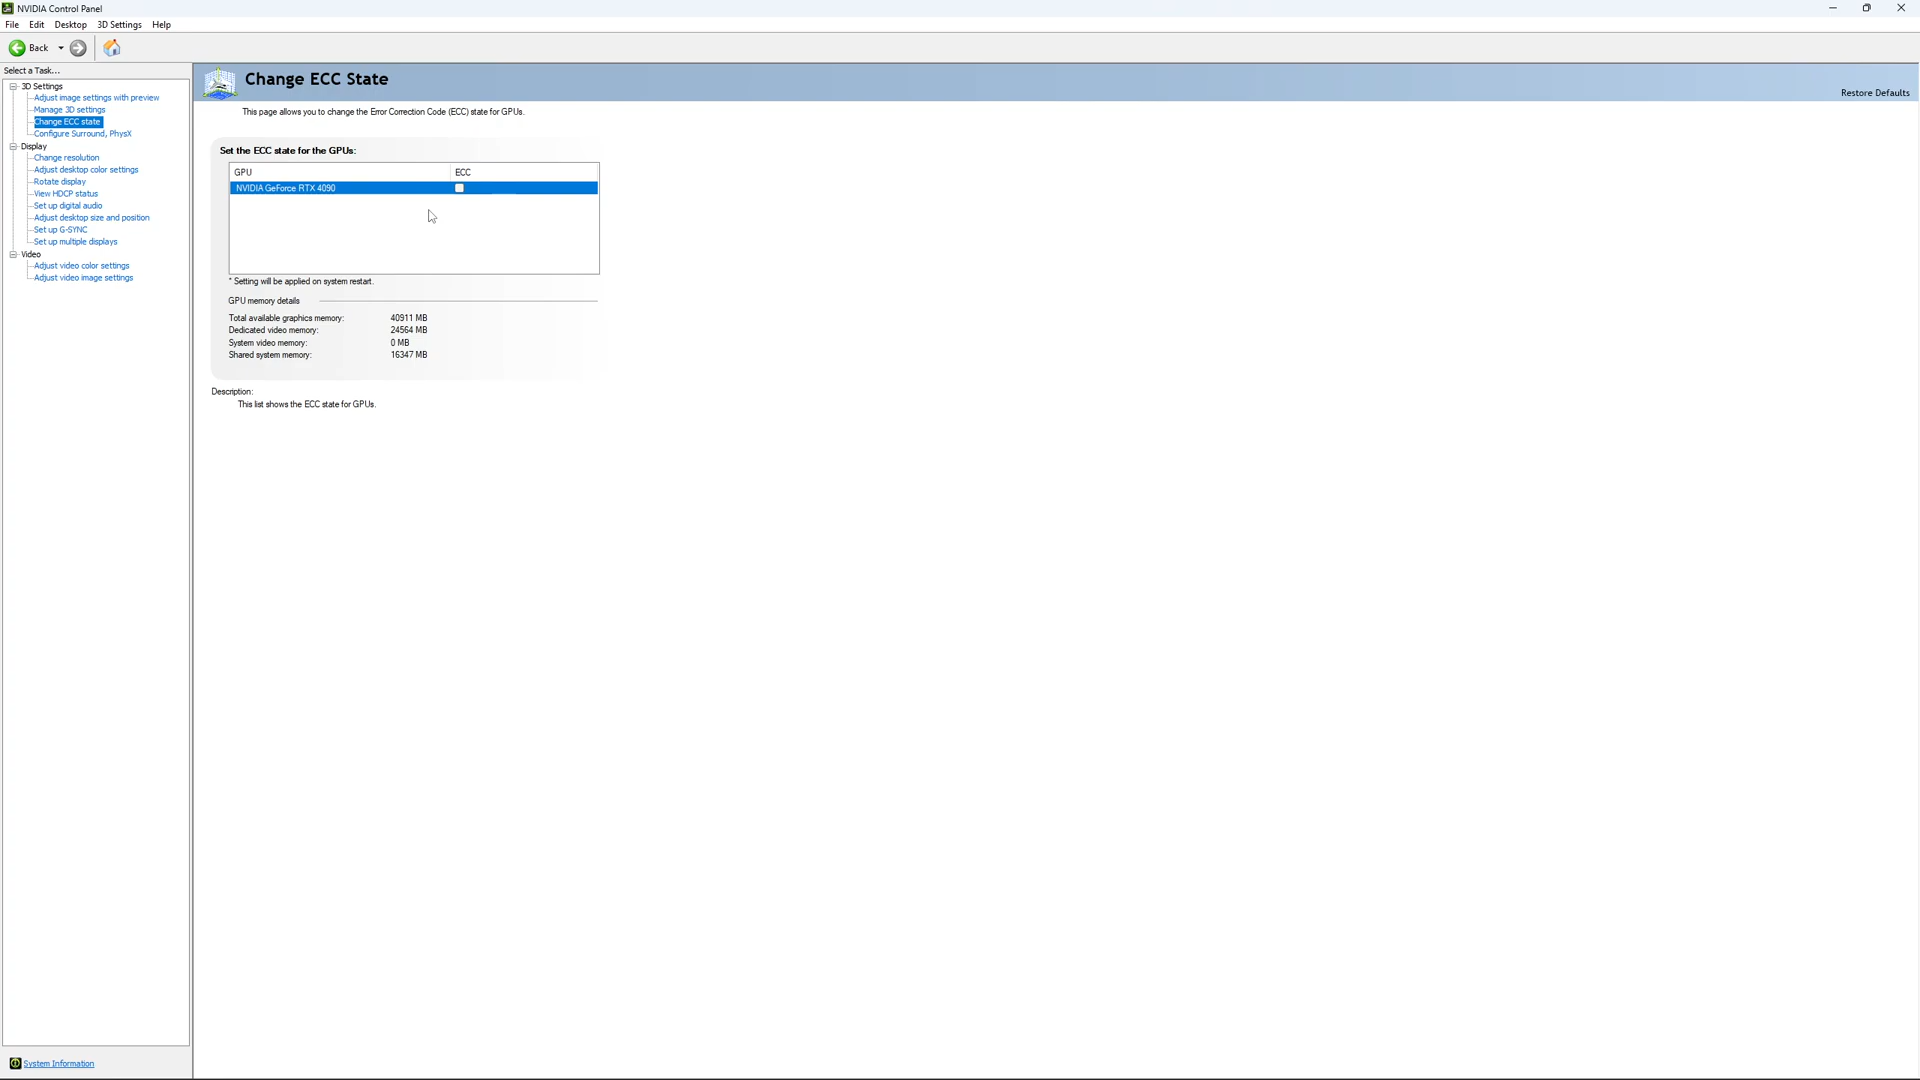 NVIDIA Control Panel
File Edit Desktop 3D Settings Help
Back
Select a Task...
3D Settings
Adjust image settings with preview
Manage 3D settings
Change ECC state
Configure Surround, PhysX
Display
Change resolution
Adjust desktop color settings
Rotate display
View HDCP status
Set up digital audio
Adjust desktop size and position
Set up G-SYNC
Set up multiple displays
Video
Adjust video color settings
Adjust video image settings
System Information
Change ECC State
Restore Defaults
This page allows you to change the Error Correction Code (ECC) state for GPUs.
Set the ECC state for the GPUs:
GPU ECC
NVIDIA GeForce RTX 4090
* Setting will be applied on system restart.
GPU memory details
Total available graphics memory: 40911 MB
Dedicated video memory: 24564 MB
System video memory: 0 MB
Shared system memory: 16347 MB
Description:
This list shows the ECC state for GPUs.